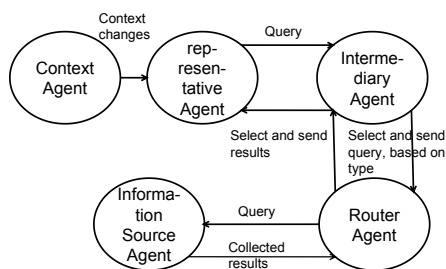 Context
changes
Context
Agent
rep-
resen-
tative
Agent
Query
Interme-
diary
Agent
Select and send
results
Select and send
query, based on
type
Informa-
tion
Source
Agent
Query
Collected
results
Router
Agent